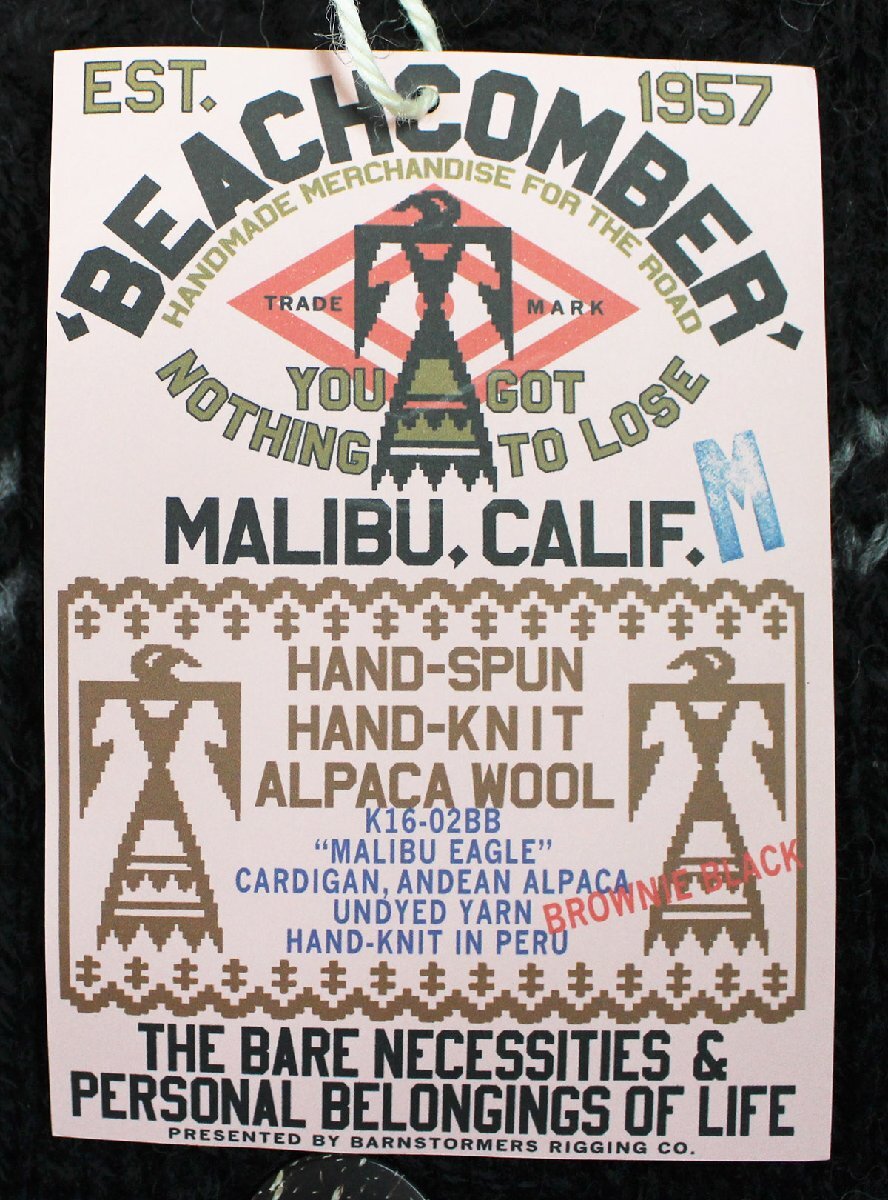 EST. 1957
'BEACHCOMBER'
HANDMADE MERCHANDISE FOR THE ROAD
TRADE MARK
YOU GOT
NOTHING TO LOSE
MALIBU, CALIF.
M
HAND-SPUN
HAND-KNIT
ALPACA WOOL
K16-02BB
"MALIBU EAGLE"
CARDIGAN, ANDEAN ALPACA
UNDYED YARN
BROWNIE BLACK
HAND-KNIT IN PERU
THE BARE NECESSITIES &
PERSONAL BELONGINGS OF LIFE
PRESENTED BY BARNSTORMERS RIGGING CO.